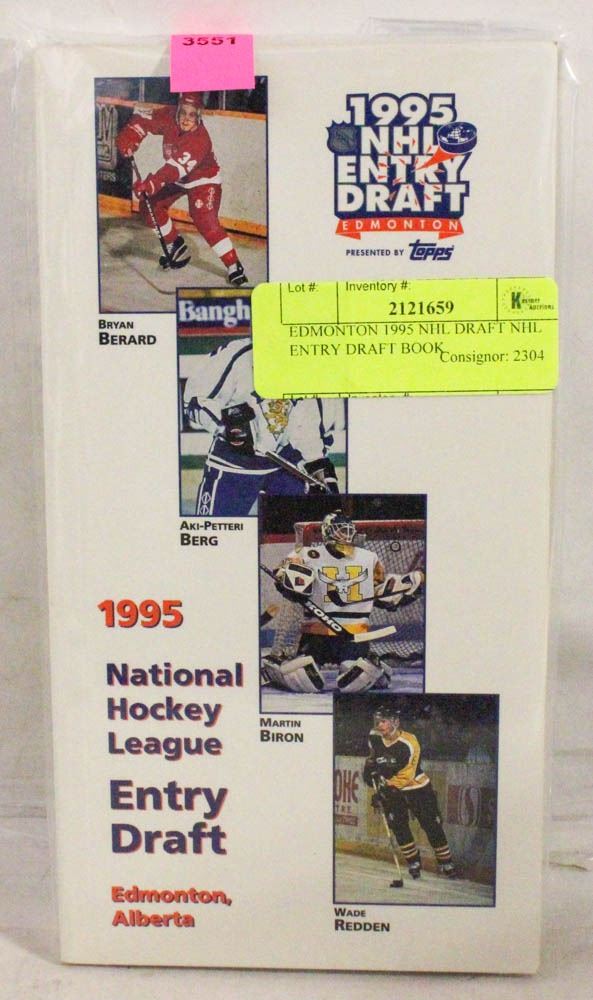 3551
1995
NHL
ENTRY
DRAFT
EDMONTON
PRESENTED BY topps
34
BRYAN
BERARD
Bangh
Lot #: Inventory #:
2121659
EDMONTON 1995 NHL DRAFT NHL
ENTRY DRAFT BOOK
Consignor: 2304
AKI-PETTERI
BERG
H
KOHO
MARTIN
BIRON
WADE
REDDEN
1995
National
Hockey
League
Entry
Draft
Edmonton,
Alberta